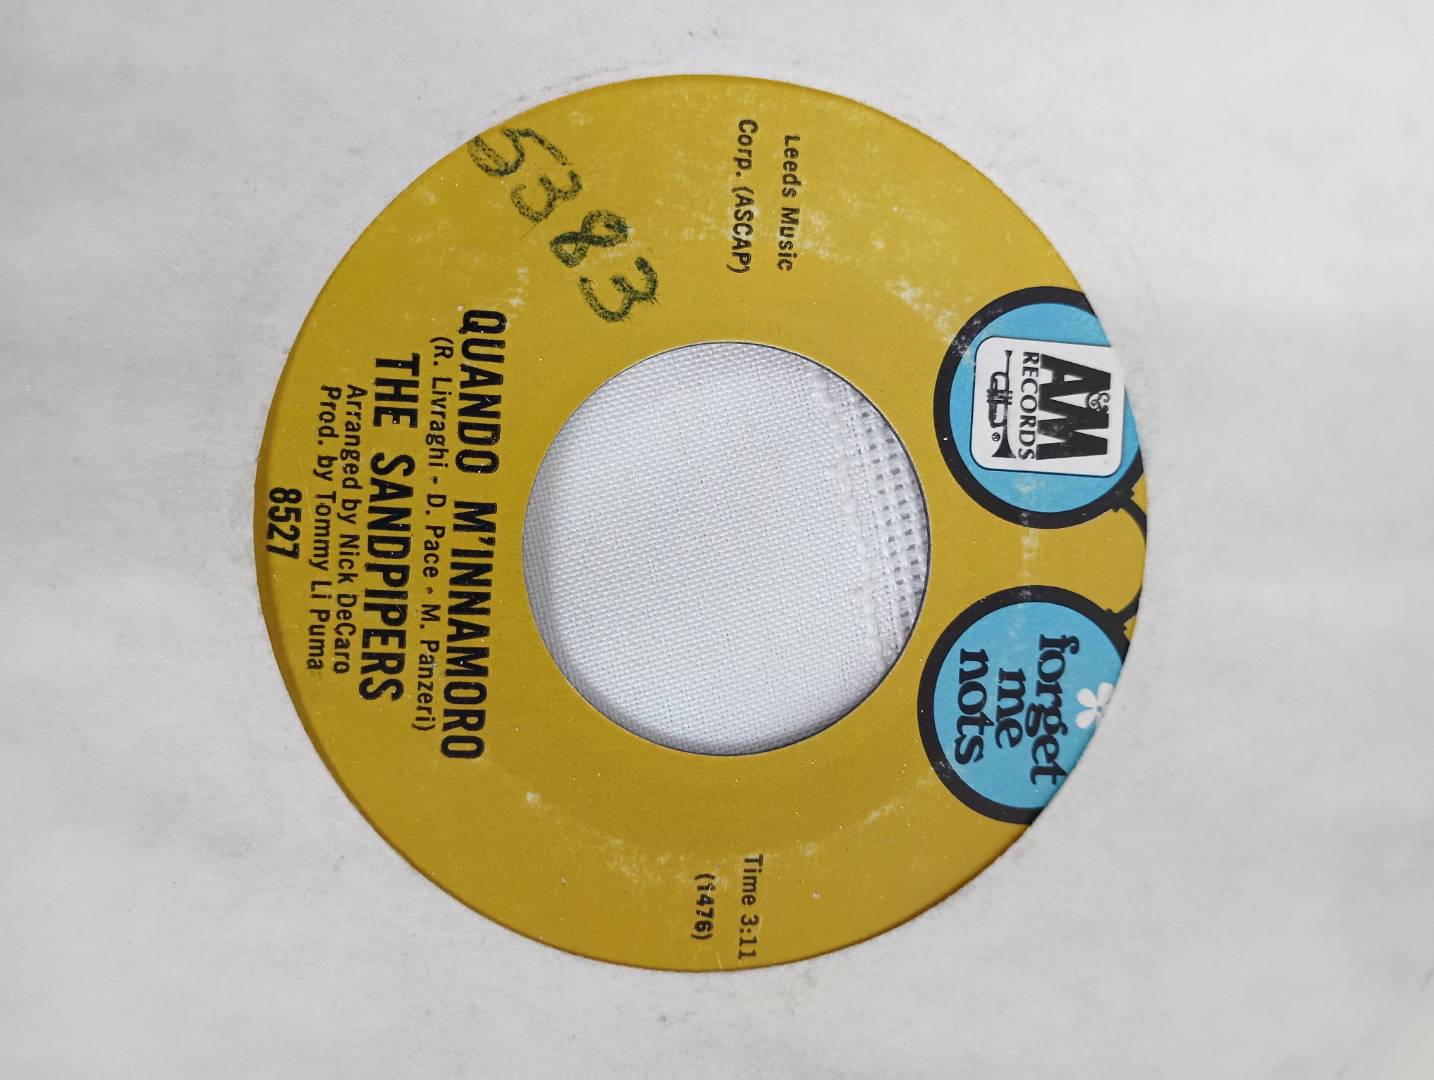 A&M
RECORDS
®
forget
me
nots
Leeds Music
Corp. (ASCAP)
Time 3:11
(1476)
5383
QUANDO M'INNAMORO
(R. Livraghi - D. Pace - M. Panzeri)
THE SANDPIPERS
Arranged by Nick DeCaro
Prod. by Tommy Li Puma
8527